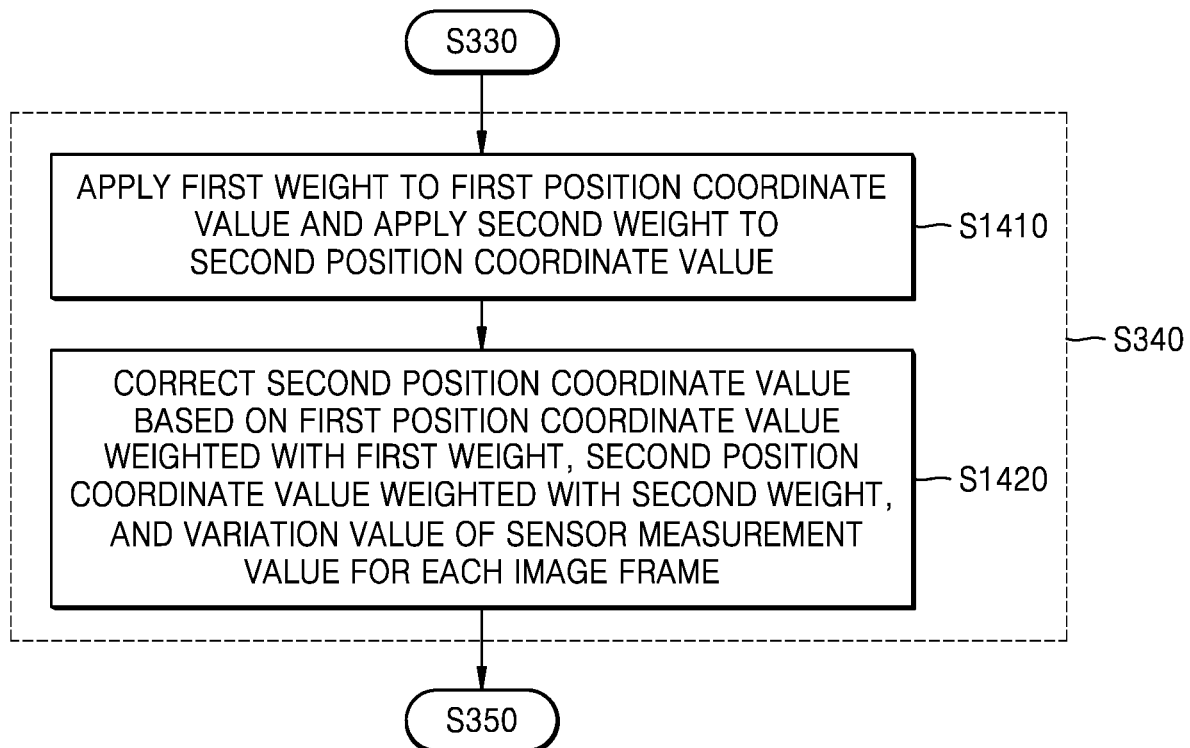 S330
APPLY FIRST WEIGHT TO FIRST POSITION COORDINATE
VALUE AND APPLY SECOND WEIGHT TO
SECOND POSITION COORDINATE VALUE
S1410
S340
CORRECT SECOND POSITION COORDINATE VALUE
BASED ON FIRST POSITION COORDINATE VALUE
WEIGHTED WITH FIRST WEIGHT, SECOND POSITION
COORDINATE VALUE WEIGHTED WITH SECOND WEIGHT,
AND VARIATION VALUE OF SENSOR MEASUREMENT
VALUE FOR EACH IMAGE FRAME
S1420
S350